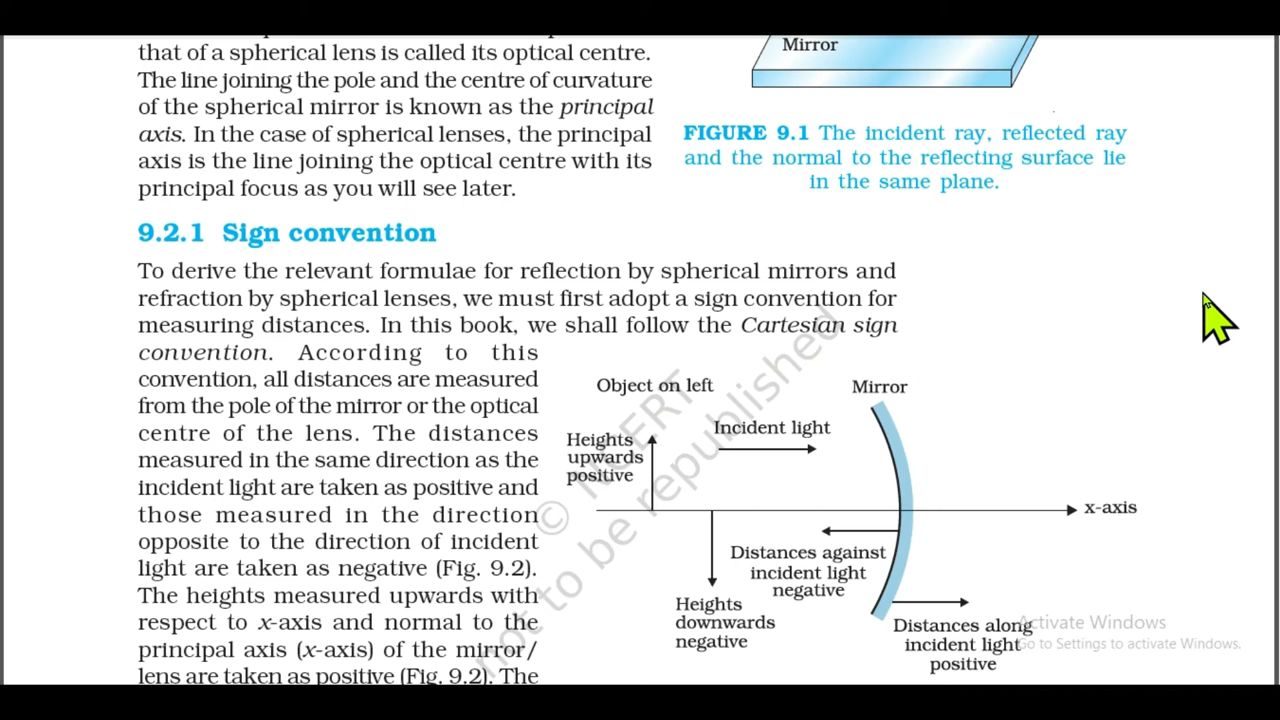 that of a spherical lens is called its optical centre.
The line joining the pole and the centre of curvature
of the spherical mirror is known as the principal
axis. In the case of spherical lenses, the principal
axis is the line joining the optical centre with its
principal focus as you will see later.
Mirror
FIGURE 9.1 The incident ray, reflected ray
and the normal to the reflecting surface lie
in the same plane.
9.2.1 Sign convention
To derive the relevant formulae for reflection by spherical mirrors and
refraction by spherical lenses, we must first adopt a sign convention for
measuring distances. In this book, we shall follow the Cartesian sign
convention. According to this
convention, all distances are measured
from the pole of the mirror or the optical
centre of the lens. The distances
measured in the same direction as the
incident light are taken as positive and
those measured in the direction
opposite to the direction of incident
light are taken as negative (Fig. 9.2).
The heights measured upwards with
respect to x-axis and normal to the
principal axis (x-axis) of the mirror/
lens are taken as positive (Fig. 9.2). The
Object on left
Mirror
Incident light
Heights
upwards
positive
x-axis
Distances against
incident light
negative
Heights
downwards
negative
Distances along
incident light
positive
© NCERT
not to be republished
Activate Windows
Go to Settings to activate Windows.